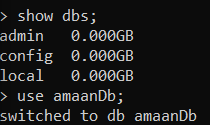 > show dbs;
admin   0.000GB
config  0.000GB
local   0.000GB
> use amaanDb;
switched to db amaanDb